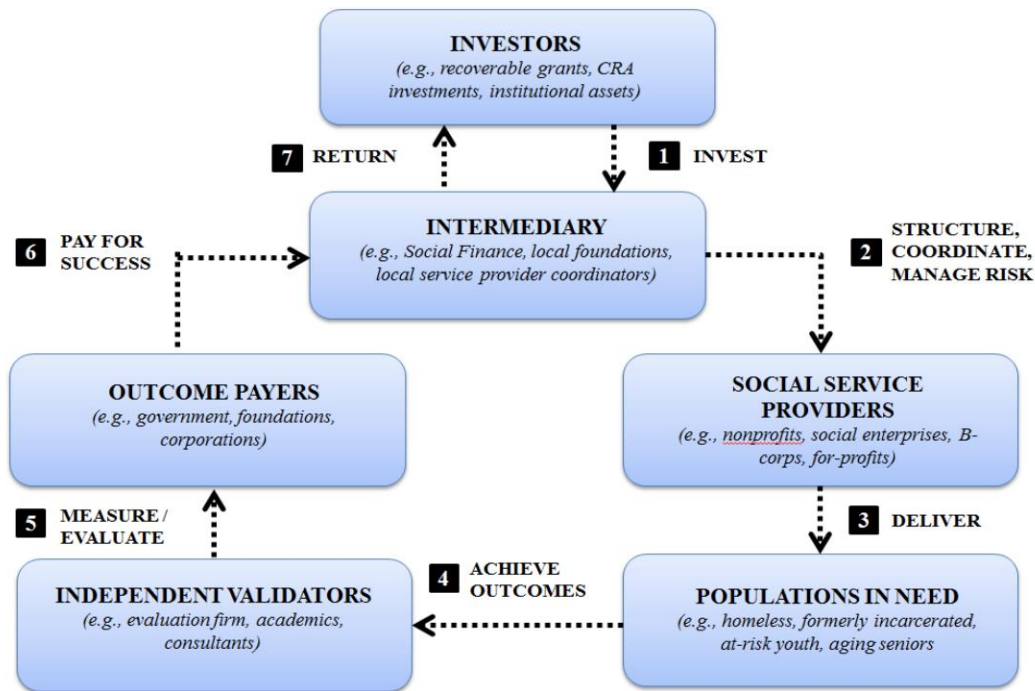 INVESTORS
(e.g., recoverable grants, CRA
investments, institutional assets)
7 RETURN
1 INVEST
INTERMEDIARY
(e.g., Social Finance, local foundations,
local service provider coordinators)
6 PAY FOR
SUCCESS
2 STRUCTURE,
COORDINATE,
MANAGE RISK
OUTCOME PAYERS
(e.g., government, foundations,
corporations)
SOCIAL SERVICE
PROVIDERS
(e.g., nonprofits, social enterprises, B-
corps, for-profits)
5 MEASURE /
EVALUATE
3 DELIVER
4 ACHIEVE
OUTCOMES
INDEPENDENT VALIDATORS
(e.g., evaluation firm, academics,
consultants)
POPULATIONS IN NEED
(e.g., homeless, formerly incarcerated,
at-risk youth, aging seniors